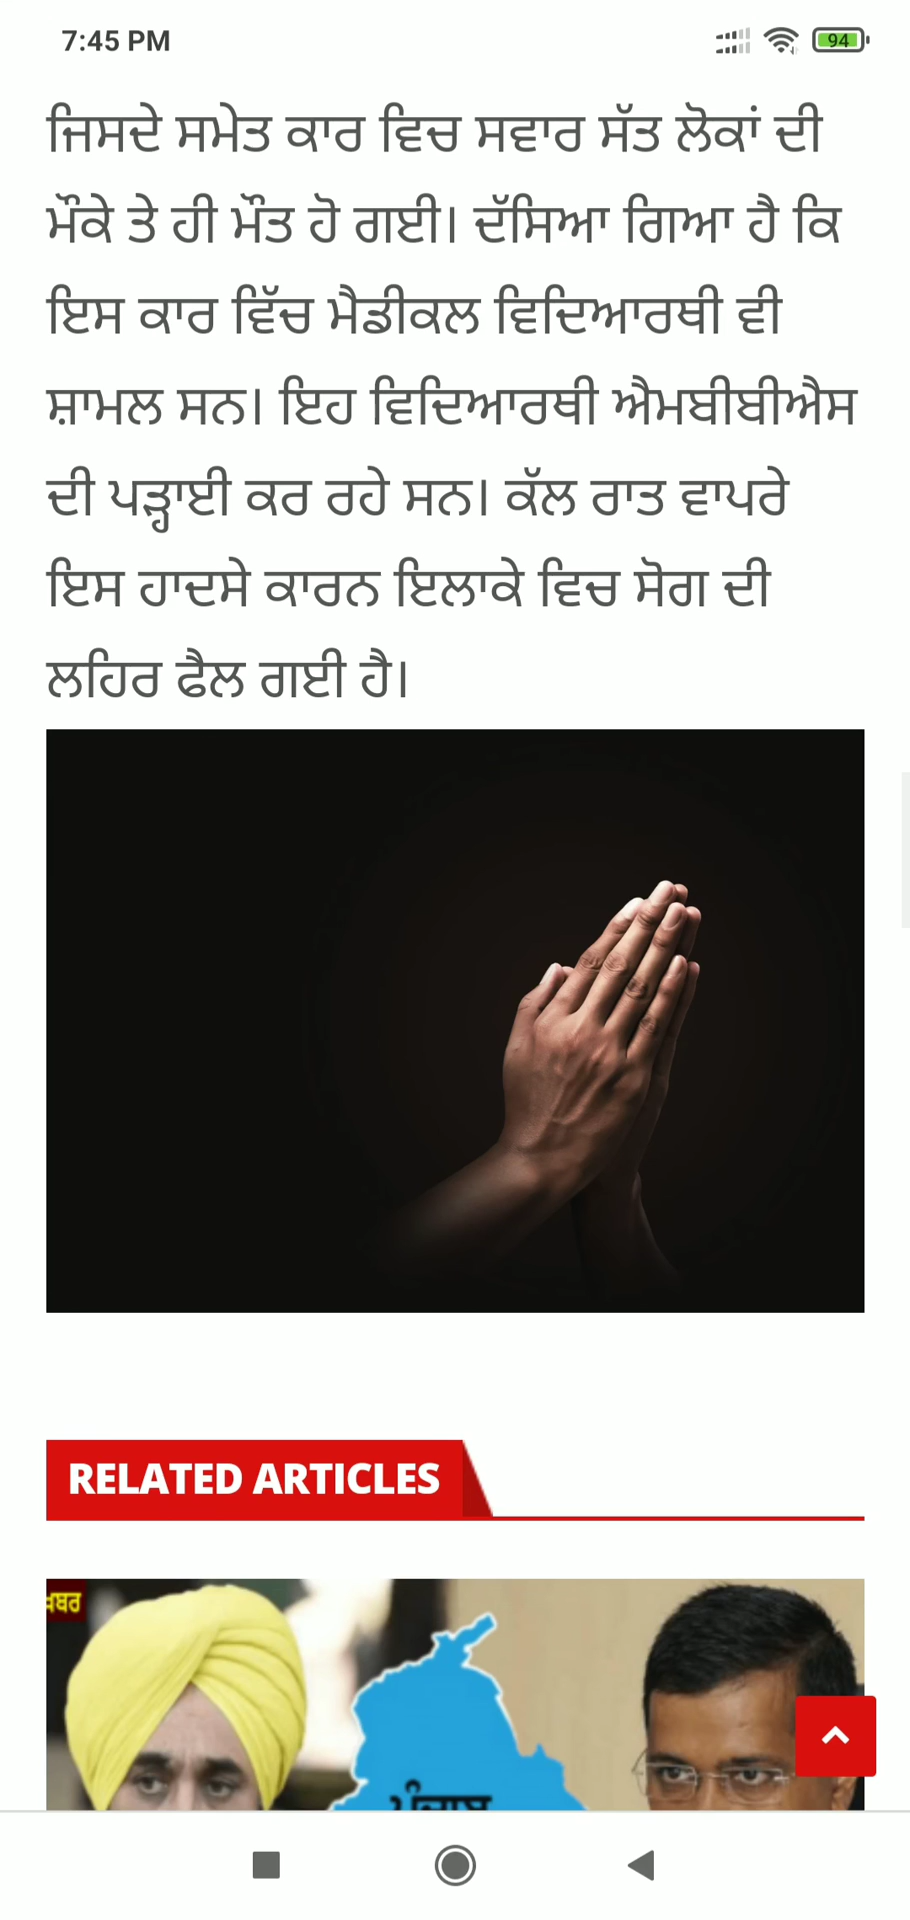 7:45 PM
94
ਜਿਸਦੇ ਸਮੇਤ ਕਾਰ ਵਿਚ ਸਵਾਰ ਸੱਤ ਲੋਕਾਂ ਦੀ
ਮੌਕੇ ਤੇ ਹੀ ਮੌਤ ਹੋ ਗਈ। ਦੱਸਿਆ ਗਿਆ ਹੈ ਕਿ
ਇਸ ਕਾਰ ਵਿੱਚ ਮੈਡੀਕਲ ਵਿਦਿਆਰਥੀ ਵੀ
ਸ਼ਾਮਲ ਸਨ। ਇਹ ਵਿਦਿਆਰਥੀ ਐਮਬੀਬੀਐਸ
ਦੀ ਪੜ੍ਹਾਈ ਕਰ ਰਹੇ ਸਨ। ਕੱਲ ਰਾਤ ਵਾਪਰੇ
ਇਸ ਹਾਦਸੇ ਕਾਰਨ ਇਲਾਕੇ ਵਿਚ ਸੋਗ ਦੀ
ਲਹਿਰ ਫੈਲ ਗਈ ਹੈ।
RELATED ARTICLES